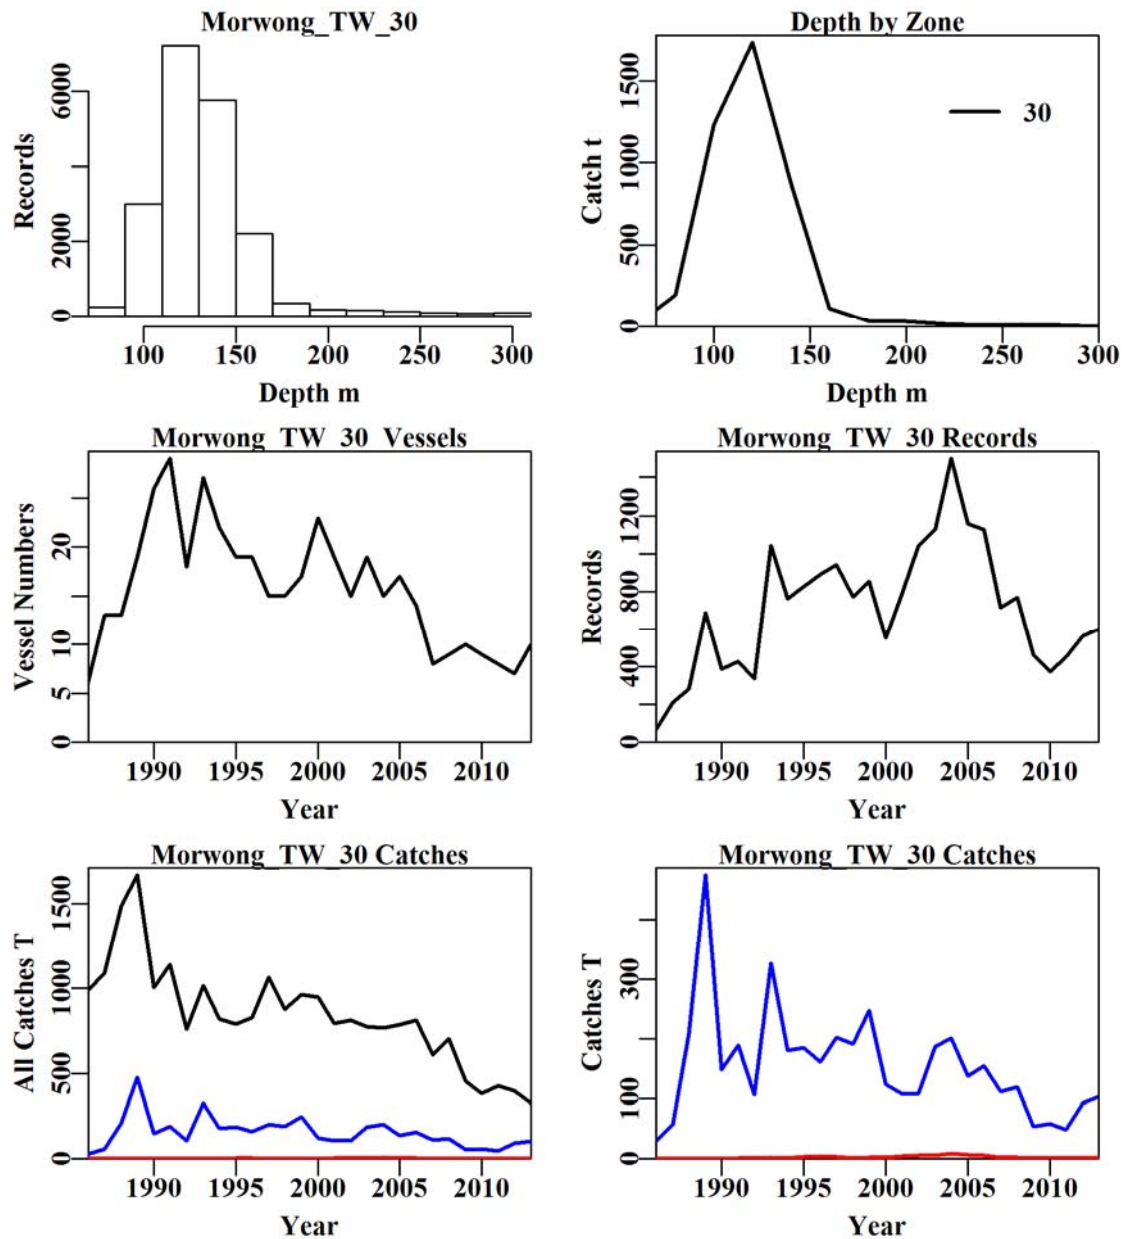 Morwong_TW_30
Records
0
2000
6000
100 150 200 250 300
Depth m
Depth by Zone
Catch t
0
500
1000
1500
30
100 150 200 250 300
Depth m
Morwong_TW_30_Vessels
Vessel Numbers
0
5
10
20
1990 1995 2000 2005 2010
Year
Morwong_TW_30 Records
Records
0
400
800
1200
1990 1995 2000 2005 2010
Year
Morwong_TW_30 Catches
All Catches T
0
500
1000
1500
1990 1995 2000 2005 2010
Year
Morwong_TW_30 Catches
Catches T
0
100
300
1990 1995 2000 2005 2010
Year